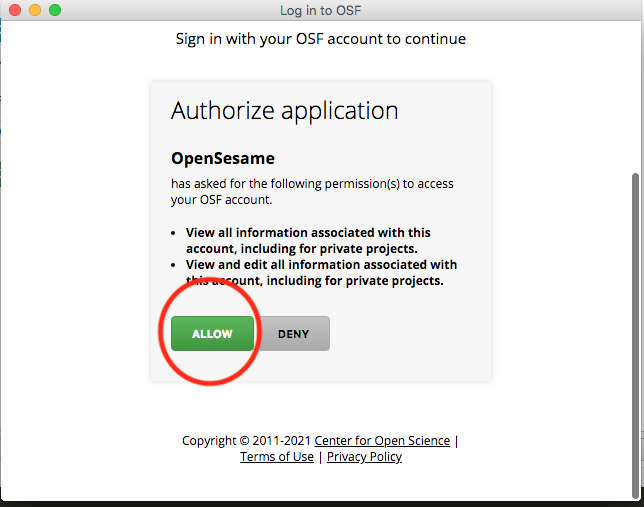 Log in to OSF
Sign in with your OSF account to continue
Authorize application
OpenSesame
has asked for the following permission(s) to access
your OSF account.
• View all information associated with this
account, including for private projects.
• View and edit all information associated with
this account, including for private projects.
ALLOW DENY
Copyright © 2011-2021 Center for Open Science |
Terms of Use | Privacy Policy